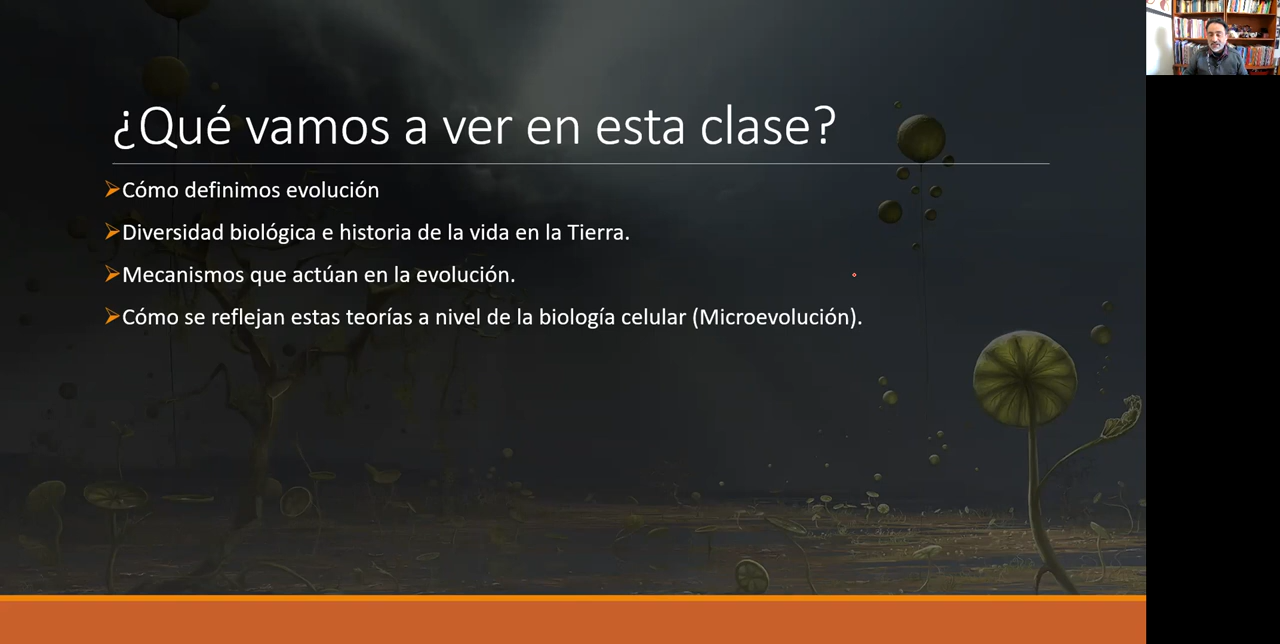 ¿Qué vamos a ver en esta clase?
Cómo definimos evolución
Diversidad biológica e historia de la vida en la Tierra.
Mecanismos que actúan en la evolución.
Cómo se reflejan estas teorías a nivel de la biología celular (Microevolución).